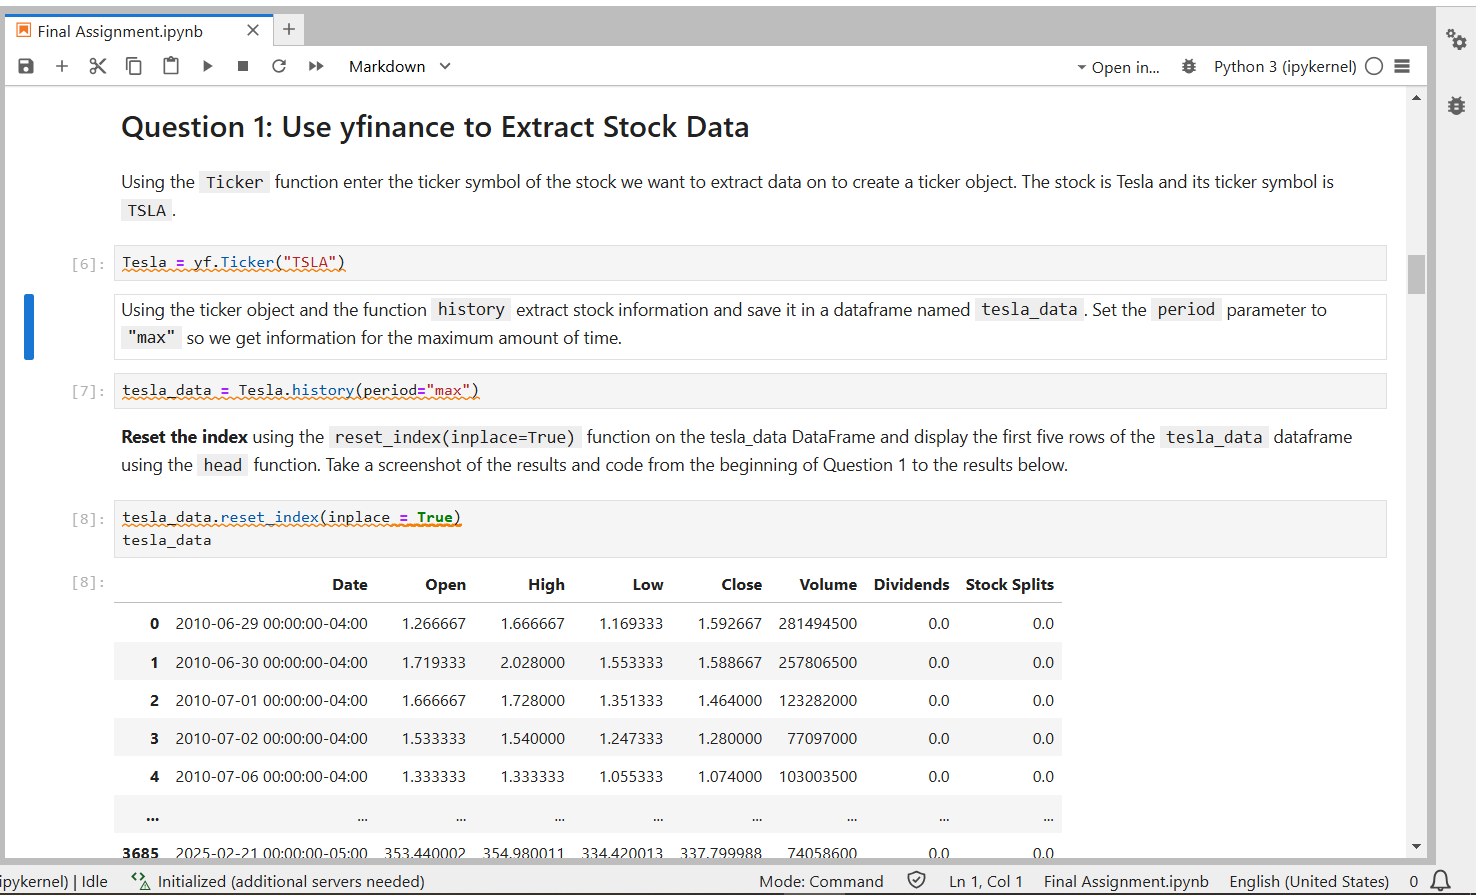 Final Assignment.ipynb
Markdown
Open in...
Python 3 (ipykernel)
Question 1: Use yfinance to Extract Stock Data
Using the Ticker function enter the ticker symbol of the stock we want to extract data on to create a ticker object. The stock is Tesla and its ticker symbol is
TSLA .
[6]: Tesla = yf.Ticker("TSLA")
Using the ticker object and the function history extract stock information and save it in a dataframe named tesla_data . Set the period parameter to
"max" so we get information for the maximum amount of time.
[7]: tesla_data = Tesla.history(period="max")
Reset the index using the reset_index(inplace=True) function on the tesla_data DataFrame and display the first five rows of the tesla_data dataframe
using the head function. Take a screenshot of the results and code from the beginning of Question 1 to the results below.
[8]: tesla_data.reset_index(inplace = True)
tesla_data
[8]: Date Open High Low Close Volume Dividends Stock Splits
0 2010-06-29 00:00:00-04:00 1.266667 1.666667 1.169333 1.592667 281494500 0.0 0.0
1 2010-06-30 00:00:00-04:00 1.719333 2.028000 1.553333 1.588667 257806500 0.0 0.0
2 2010-07-01 00:00:00-04:00 1.666667 1.728000 1.351333 1.464000 123282000 0.0 0.0
3 2010-07-02 00:00:00-04:00 1.533333 1.540000 1.247333 1.280000 77097000 0.0 0.0
4 2010-07-06 00:00:00-04:00 1.333333 1.333333 1.055333 1.074000 103003500 0.0 0.0
... ... ... ... ... ... ... ... ...
3685 2025-02-21 00:00:00-05:00 353.440002 354.980011 334.420013 337.799988 74058600 0.0 0.0
ipykernel) | Idle Initialized (additional servers needed) Mode: Command Ln 1, Col 1 Final Assignment.ipynb English (United States) 0